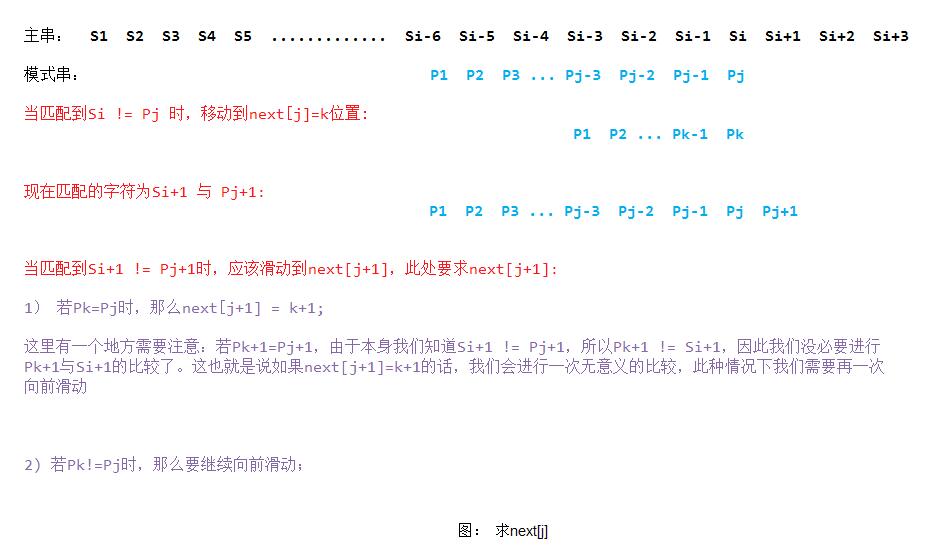 主串： S1 S2 S3 S4 S5 ............. Si-6 Si-5 Si-4 Si-3 Si-2 Si-1 Si Si+1 Si+2 Si+3
模式串： P1 P2 P3 ... Pj-3 Pj-2 Pj-1 Pj
当匹配到Si != Pj 时，移动到next[j]=k位置:
P1 P2 ... Pk-1 Pk
现在匹配的字符为Si+1 与 Pj+1:
P1 P2 P3 ... Pj-3 Pj-2 Pj-1 Pj Pj+1
当匹配到Si+1 != Pj+1时，应该滑动到next[j+1]，此处要求next[j+1]:
1） 若Pk=Pj时，那么next[j+1] = k+1;
这里有一个地方需要注意：若Pk+1=Pj+1，由于本身我们知道Si+1 != Pj+1，所以Pk+1 != Si+1，因此我们没必要进行
Pk+1与Si+1的比较了。这也就是说如果next[j+1]=k+1的话，我们会进行一次无意义的比较，此种情况下我们需要再一次
向前滑动
2) 若Pk!=Pj时，那么要继续向前滑动;
图： 求next[j]